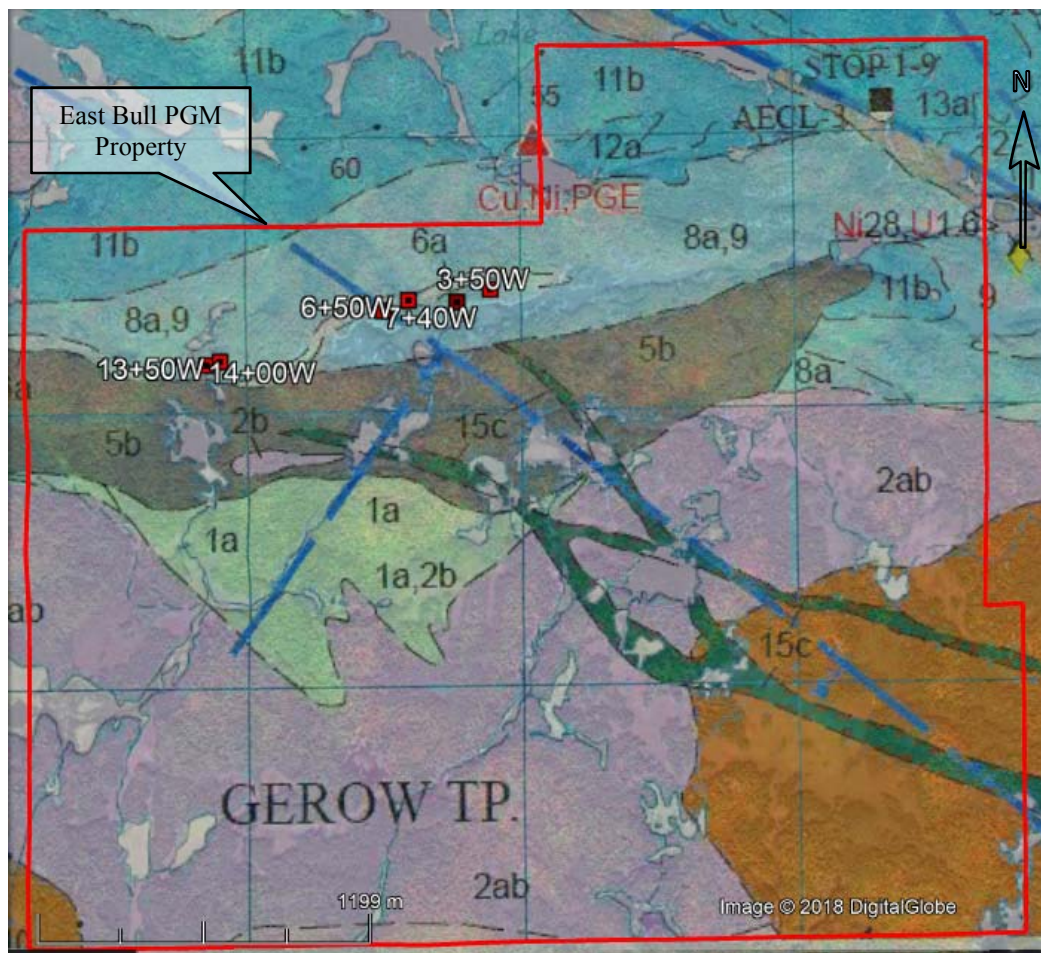 Lake
11b
11b
STOP 1-9
N
East Bull PGM
Property
55
13a
AECL-3
12a
22
60
Cu,Ni,PGE
11b
6a
8a,9
Ni28,U1.6
3+50W
11b
9
8a,9
6+50W
7+40W
5b
13+50W
14+00W
8a
2b
15c
5b
2ab
1a
1a
1a,2b
ab
15c
GEROW TP.
2ab
1199 m
Image © 2018 DigitalGlobe